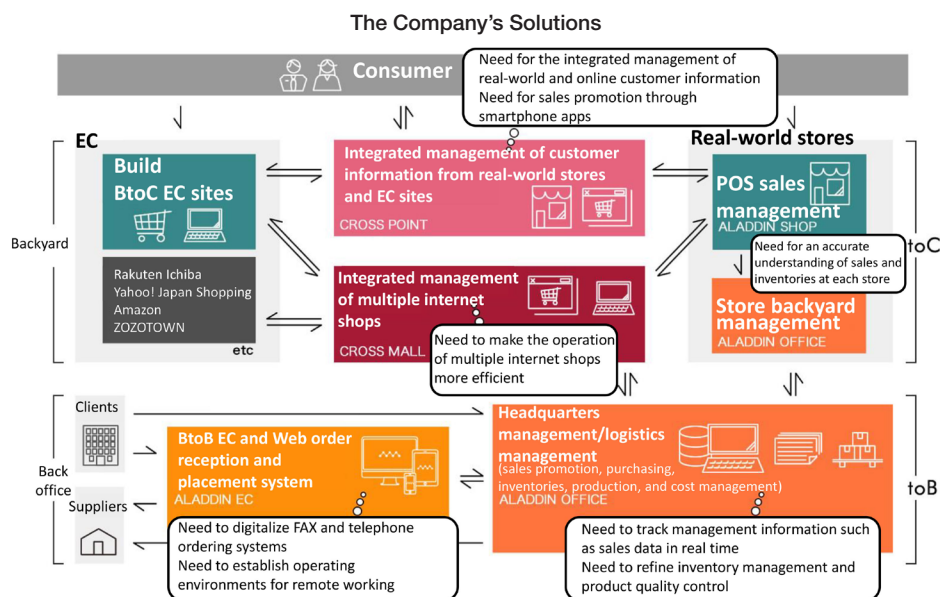 The Company's Solutions
Consumer
Need for the integrated management of
real-world and online customer information
Need for sales promotion through
smartphone apps
EC
Build
BtoC EC sites
Rakuten Ichiba
Yahoo! Japan Shopping
Amazon
ZOZOTOWN
etc
Backyard
Integrated management of customer
information from real-world stores
and EC sites
CROSS POINT
Integrated management
of multiple internet
shops
CROSS MALL
Need to make the operation
of multiple internet shops
more efficient
Real-world stores
POS sales
management
ALADDIN SHOP
Need for an accurate
understanding of sales and
inventories at each store
Store backyard
management
ALADDIN OFFICE
toC
Back
office
Clients
Suppliers
BtoB EC and Web order
reception and
placement system
ALADDIN EC
Need to digitalize FAX and telephone
ordering systems
Need to establish operating
environments for remote working
Headquarters
management/logistics
management
(sales promotion, purchasing,
inventories, production, and cost management)
ALADDIN OFFICE
Need to track management information such
as sales data in real time
Need to refine inventory management and
product quality control
toB